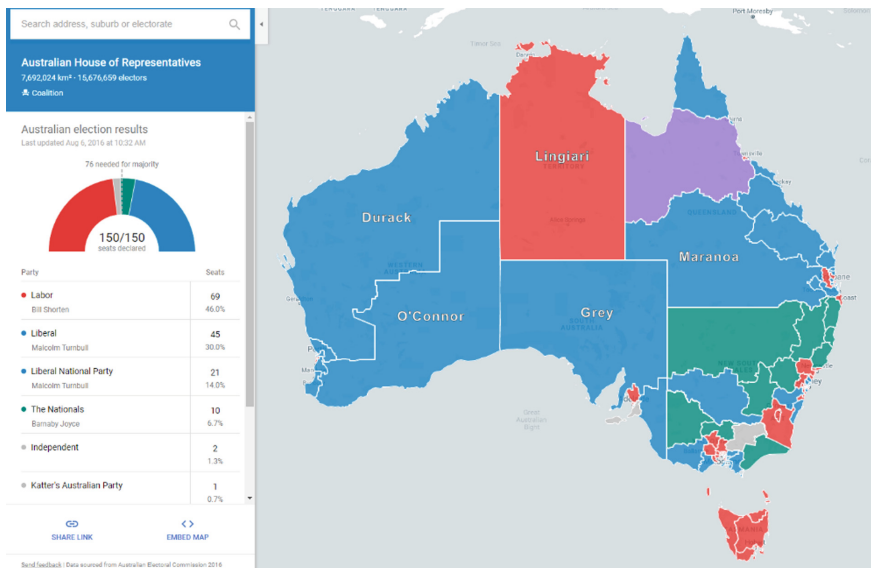 Search address, suburb or electorate
Australian House of Representatives
7,692,024 km² - 15,676,659 electors
Coalition
Australian election results
Last updated Aug 6, 2016 at 10:32 AM
76 needed for majority
150/150
seats declared
Party Seats
Labor 69
Bill Shorten 46.0%
Liberal 45
Malcolm Turnbull 30.0%
Liberal National Party 21
Malcolm Turnbull 14.0%
The Nationals 10
Barnaby Joyce 6.7%
Independent 2
1.3%
Katter's Australian Party 1
0.7%
SHARE LINK EMBED MAP
Send feedback | Data sourced from Australian Electoral Commission 2016
Port Moresby
Timor Sea
Lingiari
Durack
QUEENSLAND
Maranoa
O'Connor
Grey
Great
Australian
Bight